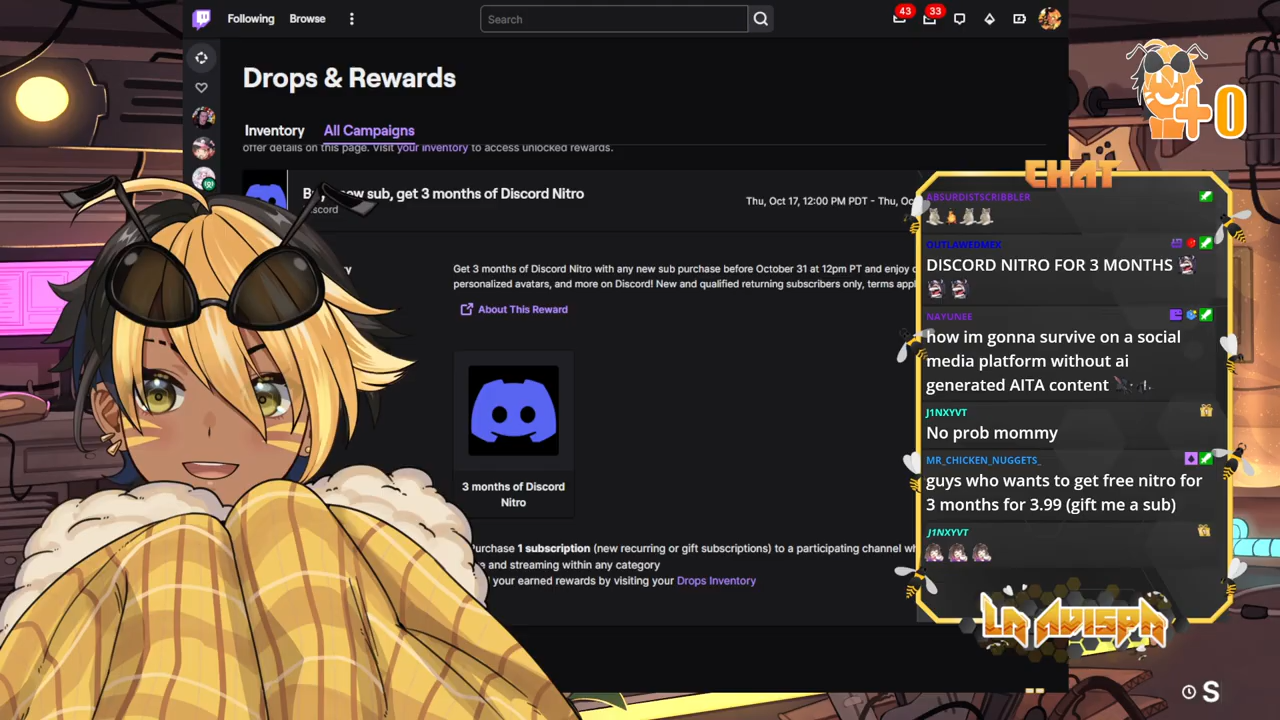 Following
Browse
Search
43
33
Drops & Rewards
Inventory
All Campaigns
offer details on this page. Visit your inventory to access unlocked rewards.
new sub, get 3 months of Discord Nitro
Thu, Oct 17, 12:00 PM PDT - Thu,
Get 3 months of Discord Nitro with any new sub purchase before October 31 at 12pm PT and enjoy
personalized avatars, and more on Discord! New and qualified returning subscribers only, terms
About This Reward
3 months of Discord
Nitro
1 subscription (new recurring or gift subscriptions) to a participating channel
and streaming within any category
your earned rewards by visiting your Drops Inventory
+0
CHAT
ABSURDISTSCRIBBLER
OUTLAWEDMEX
DISCORD NITRO FOR 3 MONTHS
NAYUNEE
how im gonna survive on a social
media platform without ai
generated AITA content
J1NXYVT
No prob mommy
MR_CHICKEN_NUGGETS_
guys who wants to get free nitro for
3 months for 3.99 (gift me a sub)
J1NXYVT
LA AVISPA
S